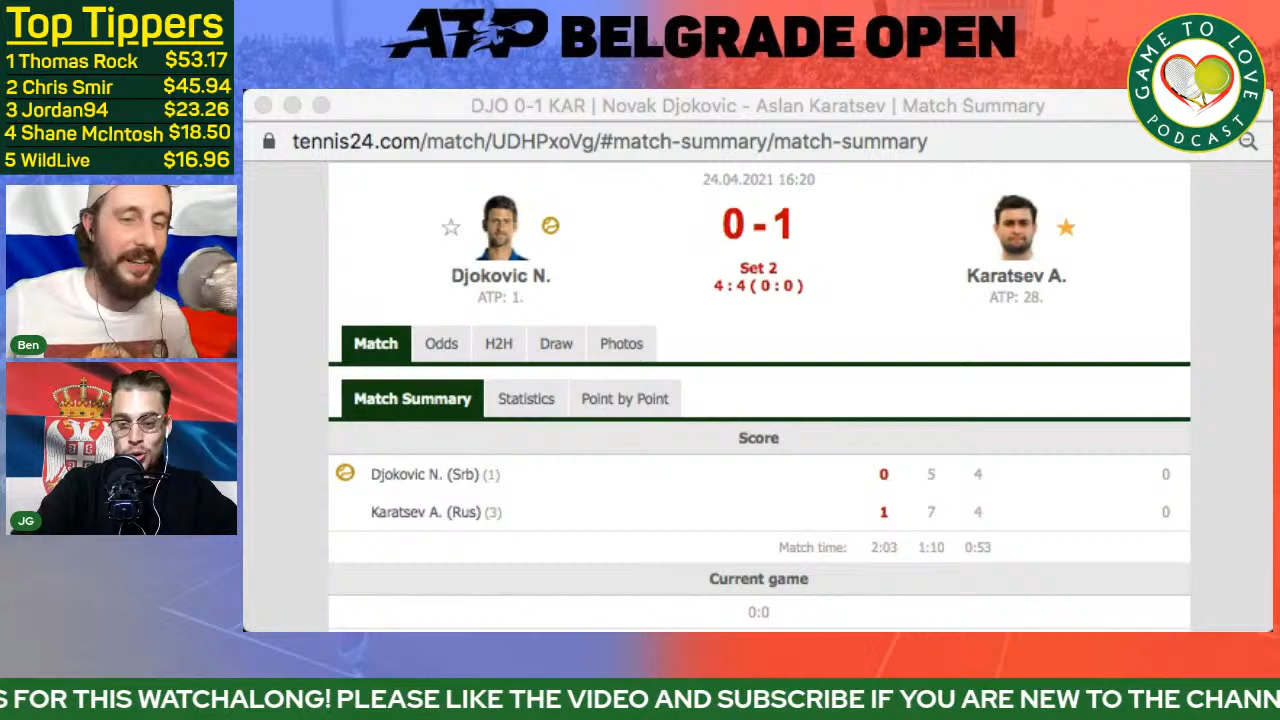 Top Tippers
1 Thomas Rock $53.17
2 Chris Smir $45.94
3 Jordan94 $23.26
4 Shane McIntosh $18.50
5 WildLive $16.96
ATP BELGRADE OPEN
GAME TO LOVE
PODCAST
DJO 0-1 KAR | Novak Djokovic - Aslan Karatsev | Match Summary
tennis24.com/match/UDHPxoVg/#match-summary/match-summary
24.04.2021 16:20
0 - 1
Set 2
4 : 4 ( 0 : 0 )
Djokovic N.
ATP: 1.
Karatsev A.
ATP: 28.
Match Odds H2H Draw Photos
Match Summary Statistics Point by Point
Score
Djokovic N. (Srb) (1) 0 5 4 0
Karatsev A. (Rus) (3) 1 7 4 0
Match time: 2:03 1:10 0:53
Current game
0:0
Ben
JG
S FOR THIS WATCHALONG! PLEASE LIKE THE VIDEO AND SUBSCRIBE IF YOU ARE NEW TO THE CHANN